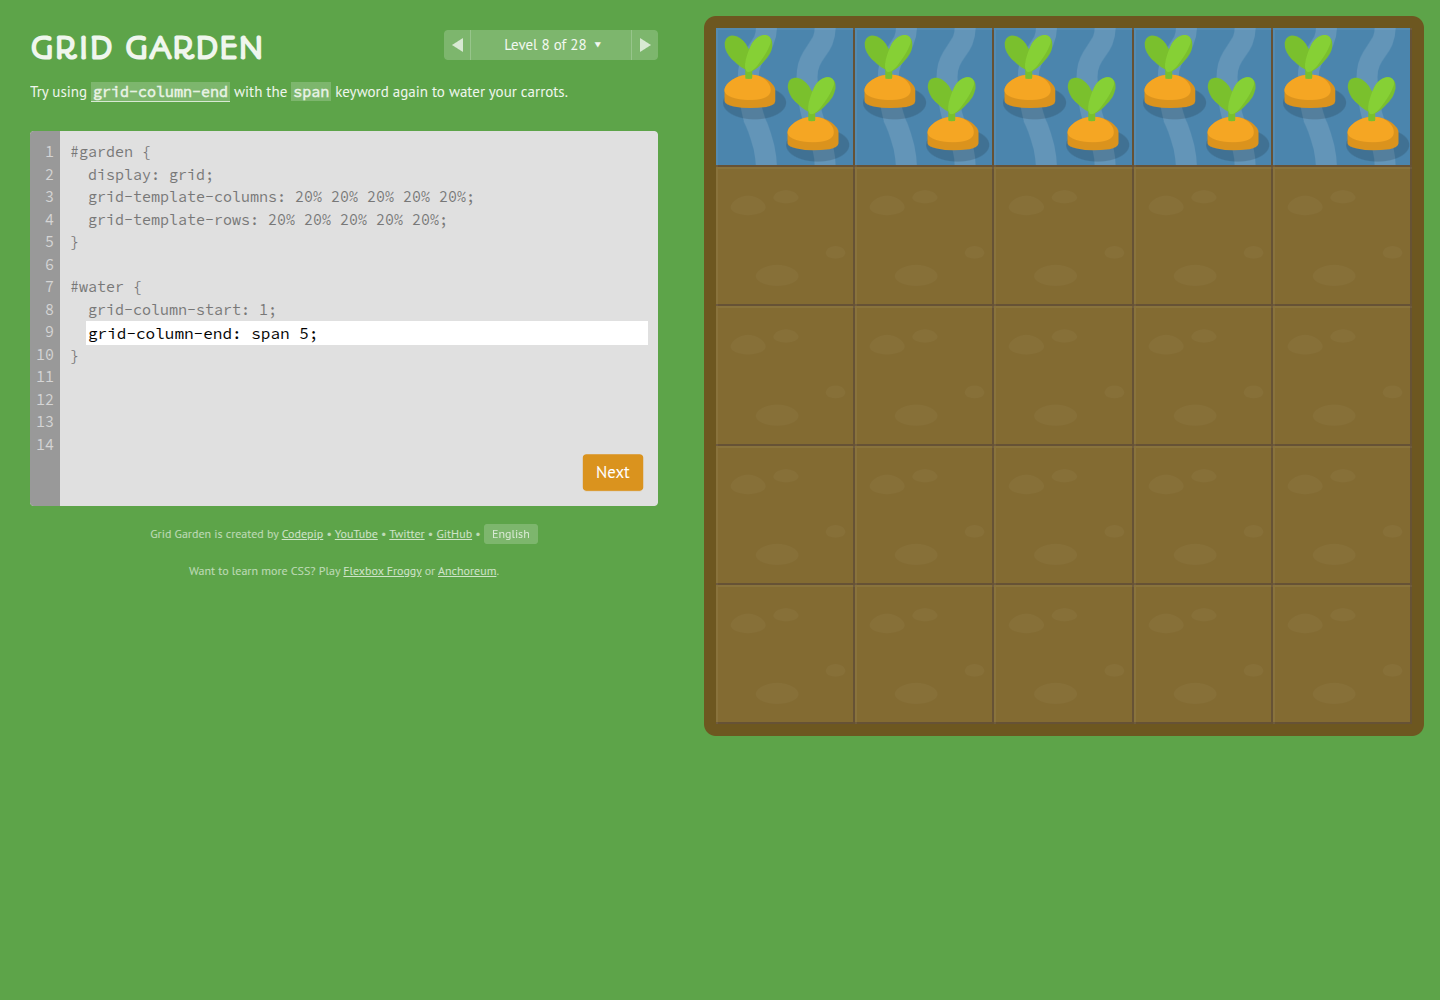 GRID GARDEN
Level 8 of 28 ▼
Try using grid-column-end with the span keyword again to water your carrots.
1 #garden {
2 display: grid;
3 grid-template-columns: 20% 20% 20% 20% 20%;
4 grid-template-rows: 20% 20% 20% 20% 20%;
5 }
6
7 #water {
8 grid-column-start: 1;
9 grid-column-end: span 5;
10 }
11
12
13
14
Next
Grid Garden is created by Codepip • YouTube • Twitter • GitHub • English
Want to learn more CSS? Play Flexbox Froggy or Anchoreum.